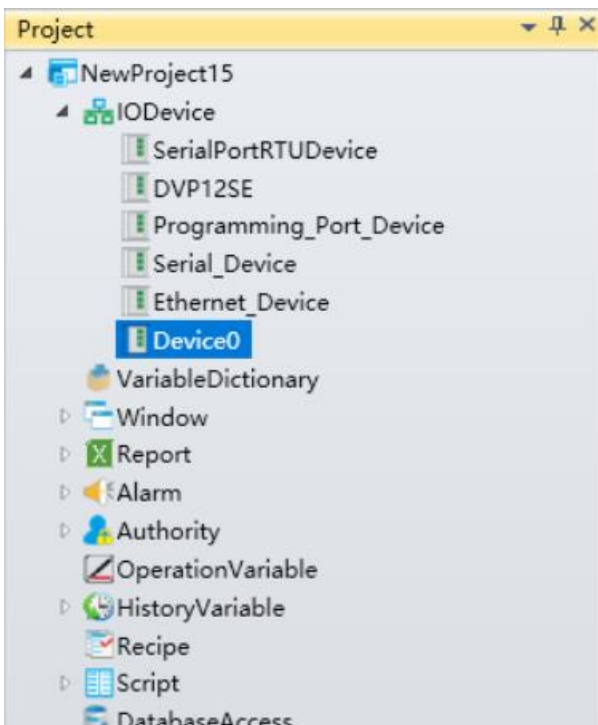 Project
NewProject15
IODevice
SerialPortRTUDevice
DVP12SE
Programming_Port_Device
Serial_Device
Ethernet_Device
Device0
VariableDictionary
Window
Report
Alarm
Authority
OperationVariable
HistoryVariable
Recipe
Script
DatabaseAccess